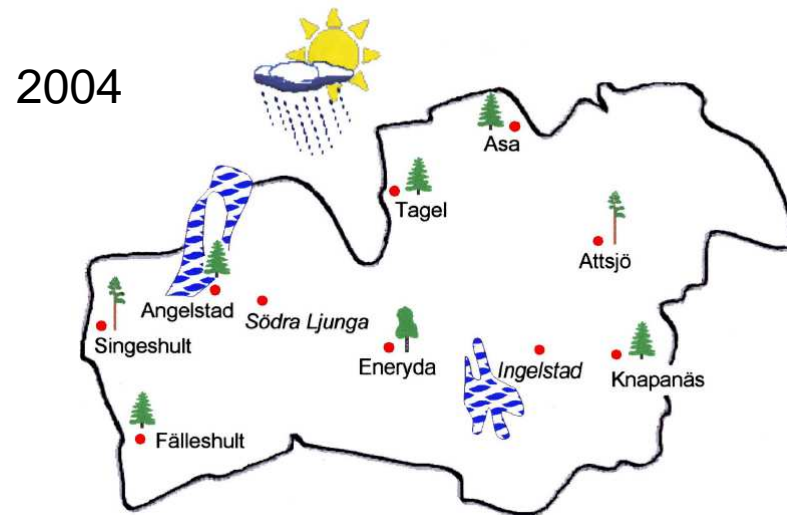 2004
Asa
Tagel
Attsjö
Angelstad
Södra Ljunga
Singeshult
Eneryda
Ingelstad
Knapanäs
Fälleshult